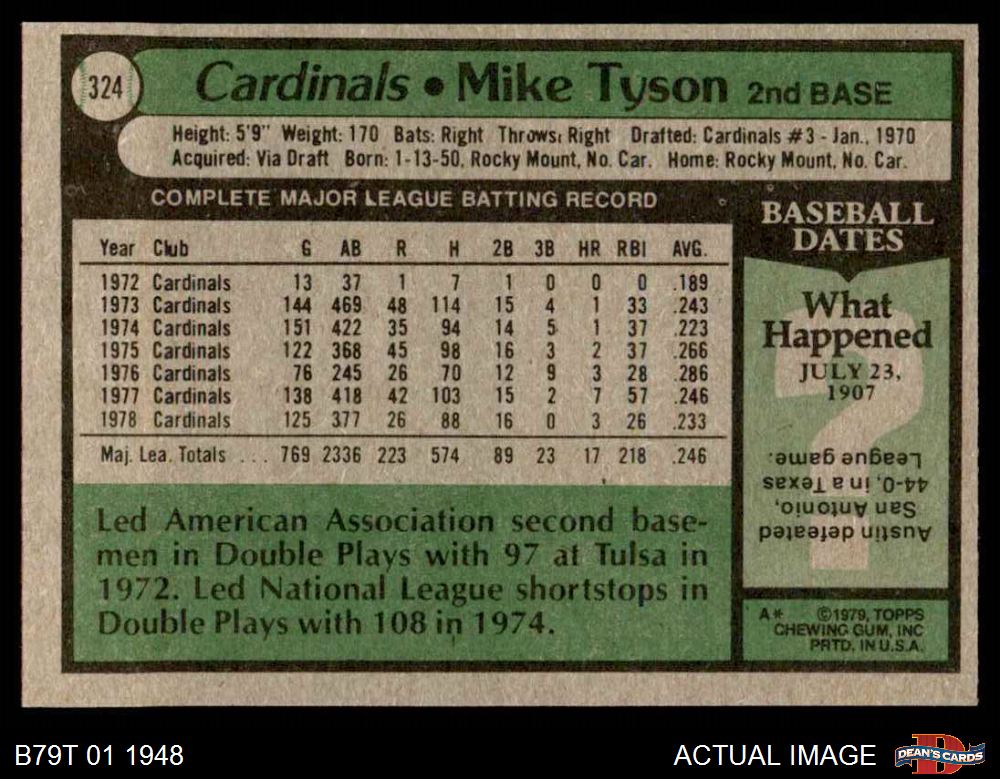 324
Cardinals • Mike Tyson 2nd BASE
Height: 5'9" Weight: 170 Bats: Right Throws: Right Drafted: Cardinals #3 - Jan., 1970
Acquired: Via Draft Born: 1-13-50, Rocky Mount, No. Car. Home: Rocky Mount, No. Car.
COMPLETE MAJOR LEAGUE BATTING RECORD
Year Club G AB R H 2B 3B HR RBI AVG.
1972 Cardinals 13 37 1 7 1 0 0 0 .189
1973 Cardinals 144 469 48 114 15 4 1 33 .243
1974 Cardinals 151 422 35 94 14 5 1 37 .223
1975 Cardinals 122 368 45 98 16 3 2 37 .266
1976 Cardinals 76 245 26 70 12 9 3 28 .286
1977 Cardinals 138 418 42 103 15 2 7 57 .246
1978 Cardinals 125 377 26 88 16 0 3 26 .233
Maj. Lea. Totals ... 769 2336 223 574 89 23 17 218 .246
Led American Association second base-
men in Double Plays with 97 at Tulsa in
1972. Led National League shortstops in
Double Plays with 108 in 1974.
BASEBALL
DATES
?
What
Happened
JULY 23,
1907
Austin defeated
San Antonio,
44-0, in a Texas
League game.
A* ©1979, TOPPS
CHEWING GUM, INC
PRTD. IN U.S.A.
B79T 01 1948
ACTUAL IMAGE
DEAN'S CARDS